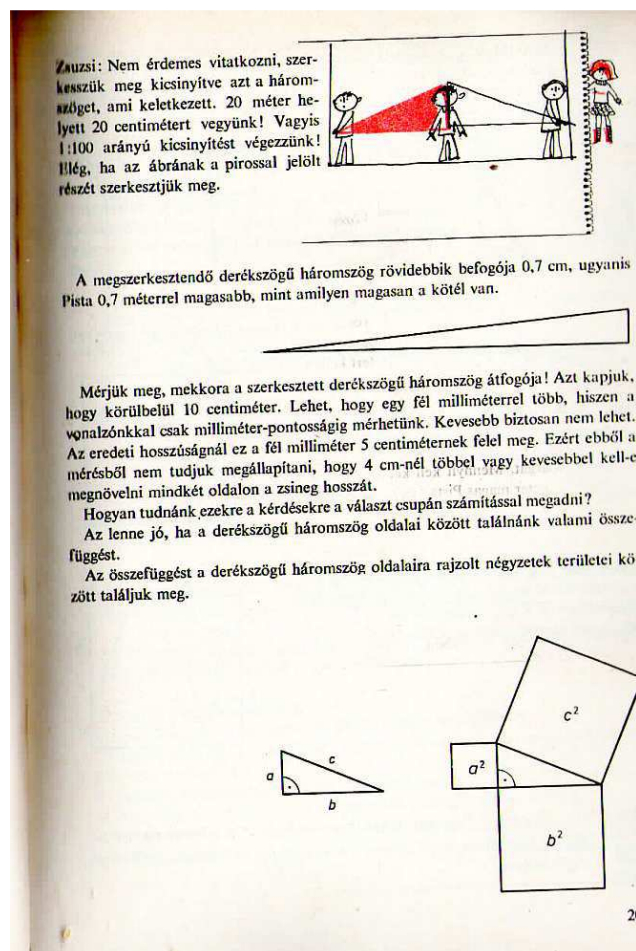 Zsuzsi: Nem érdemes vitatkozni, szer-
kesszük meg kicsinyítve azt a három-
szöget, ami keletkezett. 20 méter he-
lyett 20 centimétert vegyünk! Vagyis
1:100 arányú kicsinyítést végezzünk!
Elég, ha az ábrának a pirossal jelölt
részét szerkesztjük meg.
A megszerkesztendő derékszögű háromszög rövidebbik befogója 0,7 cm, ugyanis
Pista 0,7 méterrel magasabb, mint amilyen magasan a kötél van.
Mérjük meg, mekkora a szerkesztett derékszögű háromszög átfogója! Azt kapjuk,
hogy körülbelül 10 centiméter. Lehet, hogy egy fél milliméterrel több, hiszen a
vonalzónkkal csak milliméter-pontosságig mérhetünk. Kevesebb biztosan nem lehet.
Az eredeti hosszúságnál ez a fél milliméter 5 centiméternek felel meg. Ezért ebből a
mérésből nem tudjuk megállapítani, hogy 4 cm-nél többel vagy kevesebbel kell-e
megnövelni mindkét oldalon a zsineg hosszát.
Hogyan tudnánk ezekre a kérdésekre a választ csupán számítással megadni?
Az lenne jó, ha a derékszögű háromszög oldalai között találnánk valami össze-
függést.
Az összefüggést a derékszögű háromszög oldalaira rajzolt négyzetek területei kö
zött találjuk meg.
c²
a c a²
b
b²